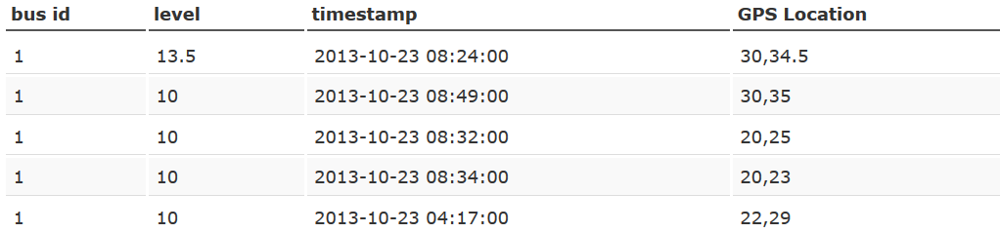 bus id level timestamp GPS Location
1 13.5 2013-10-23 08:24:00 30,34.5
1 10 2013-10-23 08:49:00 30,35
1 10 2013-10-23 08:32:00 20,25
1 10 2013-10-23 08:34:00 20,23
1 10 2013-10-23 04:17:00 22,29